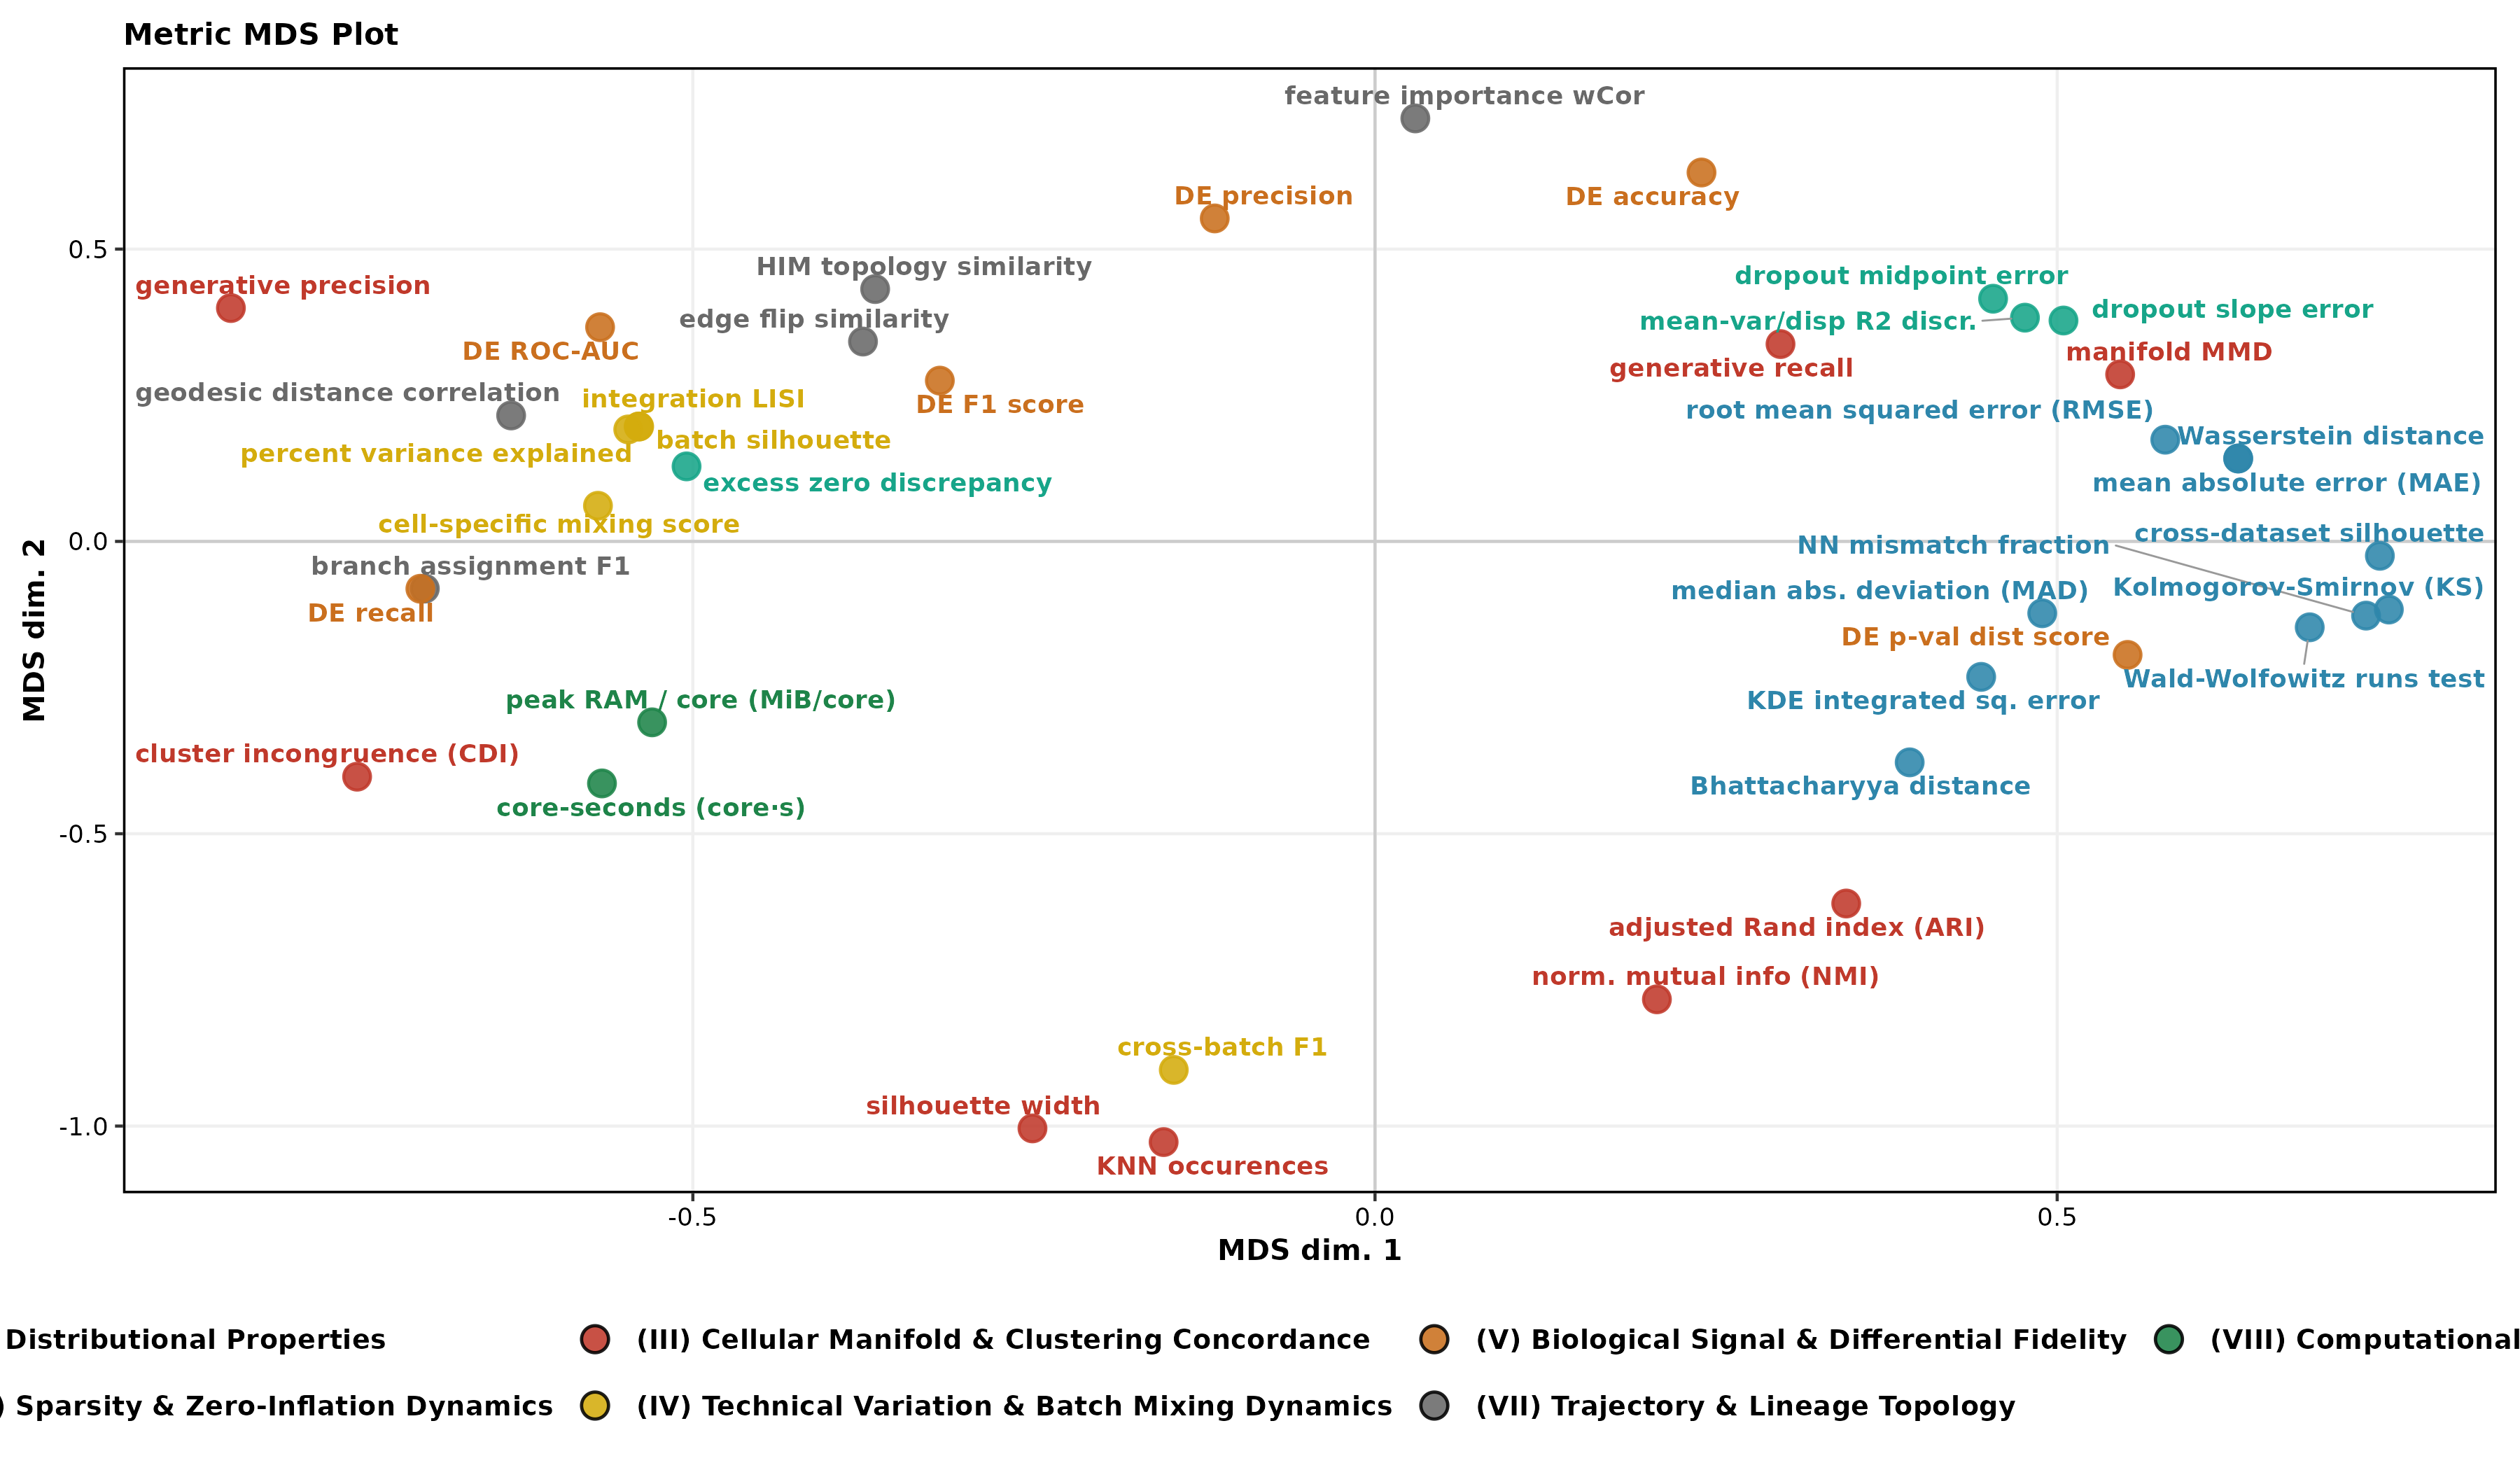 Metric MDS Plot
feature importance wCor
DE precision
DE accuracy
0.5
HIM topology similarity
generative precision
dropout midpoint error
dropout slope error
edge flip similarity
mean-var/disp R2 discr.
DE ROC-AUC
manifold MMD
generative recall
geodesic distance correlation
integration LISI
DE F1 score
root mean squared error (RMSE)
batch silhouette
Wasserstein distance
percent variance explained
excess zero discrepancy
mean absolute error (MAE)
cell-specific mixing score
cross-dataset silhouette
0.0
NN mismatch fraction
branch assignment F1
median abs. deviation (MAD)
Kolmogorov-Smirnov (KS)
DE recall
DE p-val dist score
MDS dim. 2
Wald-Wolfowitz runs test
peak RAM / core (MiB/core)
KDE integrated sq. error
cluster incongruence (CDI)
Bhattacharyya distance
core-seconds (core·s)
-0.5
adjusted Rand index (ARI)
norm. mutual info (NMI)
cross-batch F1
silhouette width
-1.0
KNN occurences
-0.5
0.0
0.5
MDS dim. 1
Distributional Properties
(III) Cellular Manifold & Clustering Concordance
(V) Biological Signal & Differential Fidelity
(VIII) Computational
) Sparsity & Zero-Inflation Dynamics
(IV) Technical Variation & Batch Mixing Dynamics
(VII) Trajectory & Lineage Topology